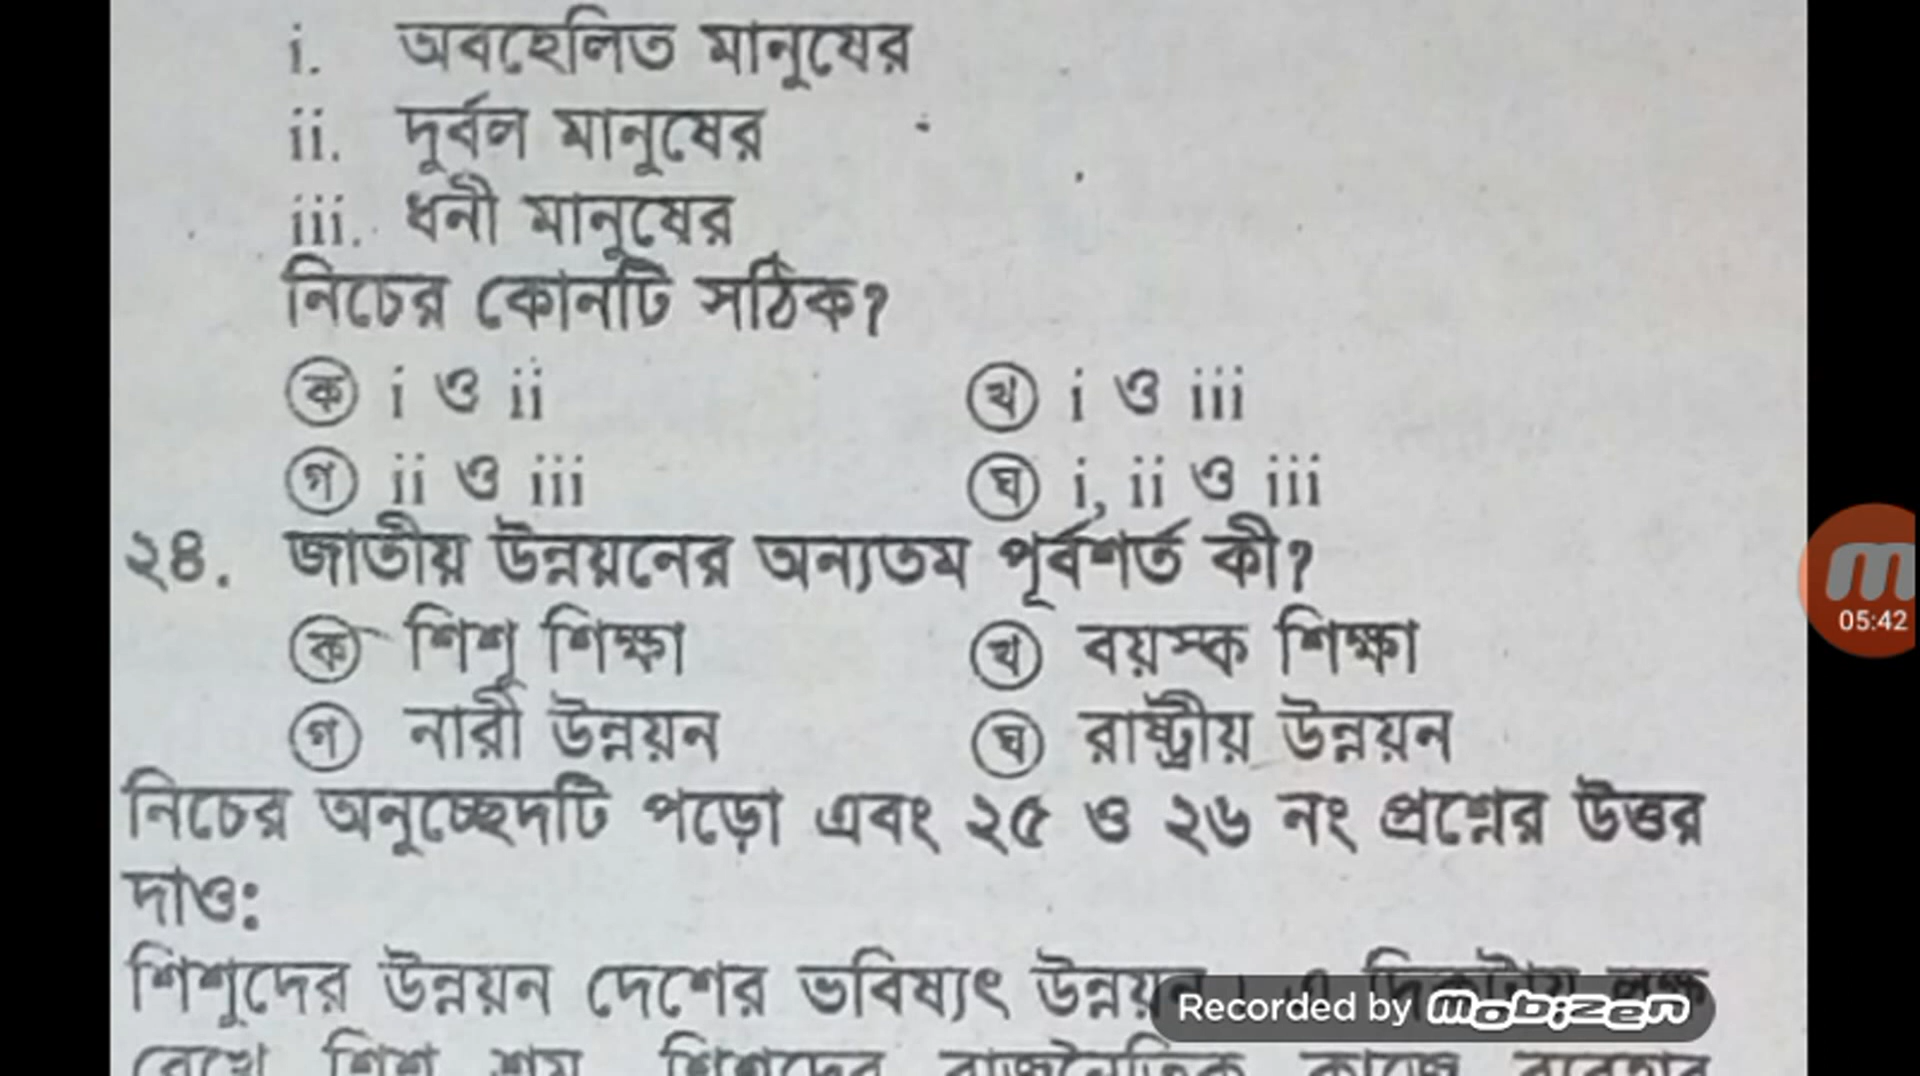 i. অবহেলিত মানুষের
ii. দুর্বল মানুষের
iii. ধনী মানুষের
নিচের কোনটি সঠিক?
ক i ও ii খ i ও iii
গ ii ও iii ঘ i, ii ও iii
২৪. জাতীয় উন্নয়নের অন্যতম পূর্বশর্ত কী?
ক শিশু শিক্ষা খ বয়স্ক শিক্ষা
গ নারী উন্নয়ন ঘ রাষ্ট্রীয় উন্নয়ন
নিচের অনুচ্ছেদটি পড়ো এবং ২৫ ও ২৬ নং প্রশ্নের উত্তর
দাও:
শিশুদের উন্নয়ন দেশের ভবিষ্যৎ উন্নয়ন।
05:42
Recorded by mobizen